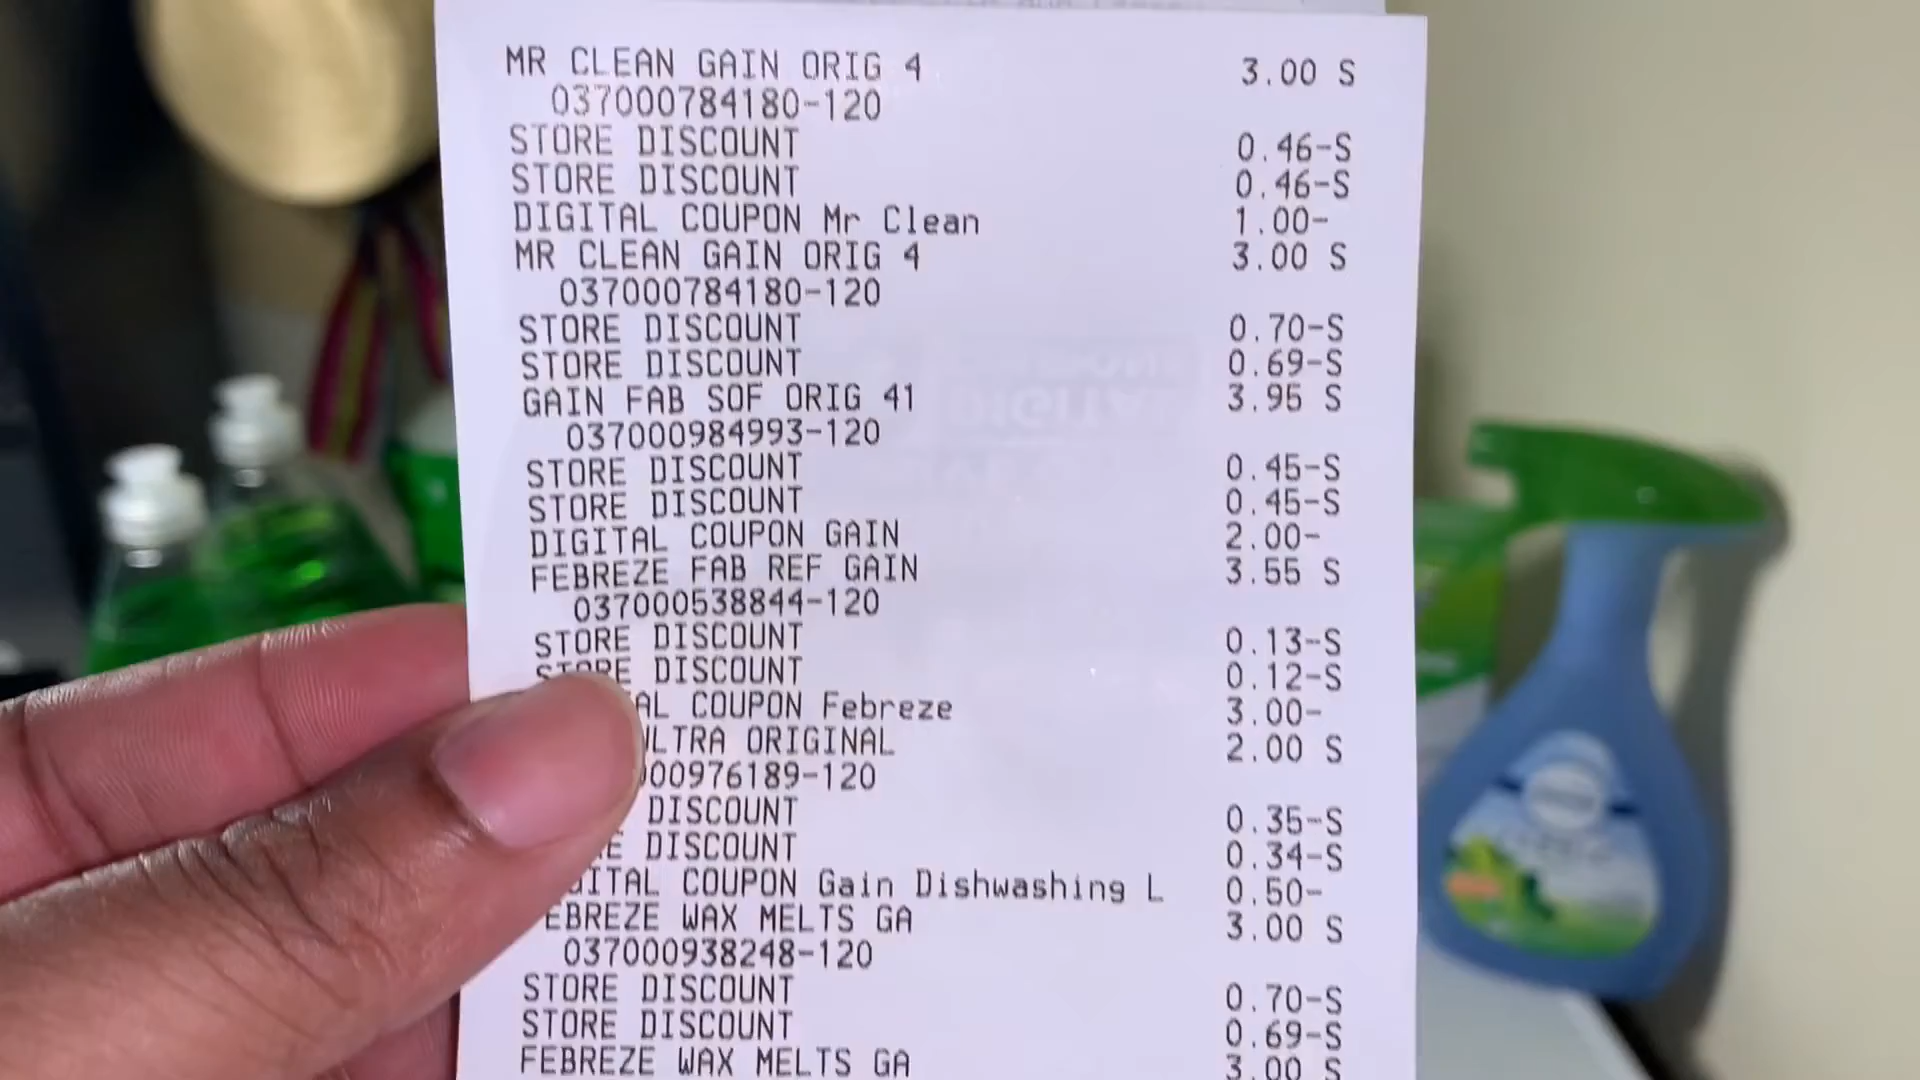 MR CLEAN GAIN ORIG 4 3.00 S
037000784180-120
STORE DISCOUNT 0.46-S
STORE DISCOUNT 0.46-S
DIGITAL COUPON Mr Clean 1.00-
MR CLEAN GAIN ORIG 4 3.00 S
037000784180-120
STORE DISCOUNT 0.70-S
STORE DISCOUNT 0.69-S
GAIN FAB SOF ORIG 41 3.95 S
037000984993-120
STORE DISCOUNT 0.45-S
STORE DISCOUNT 0.45-S
DIGITAL COUPON GAIN 2.00-
FEBREZE FAB REF GAIN 3.55 S
037000538844-120
STORE DISCOUNT 0.13-S
STORE DISCOUNT 0.12-S
AL COUPON Febreze 3.00-
LTRA ORIGINAL 2.00 S
00976189-120
DISCOUNT 0.35-S
E DISCOUNT 0.34-S
GITAL COUPON Gain Dishwashing L 0.50-
EBREZE WAX MELTS GA 3.00 S
037000938248-120
STORE DISCOUNT 0.70-S
STORE DISCOUNT 0.69-S
FEBREZE WAX MELTS GA 3.00 S